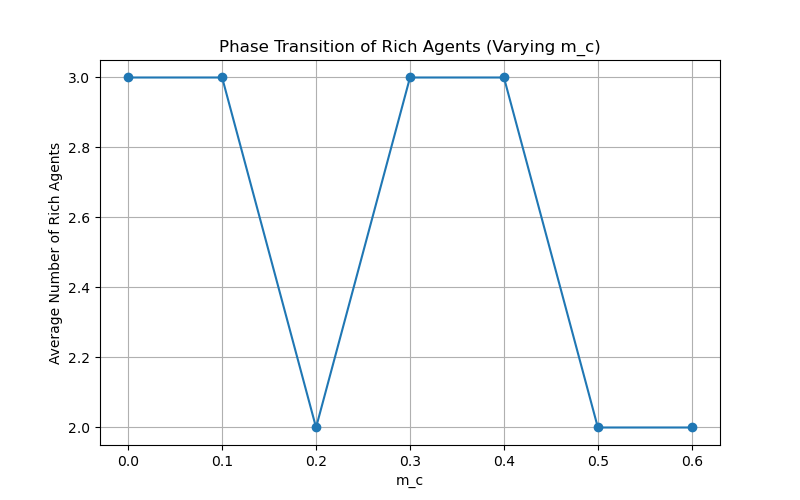 Phase Transition of Rich Agents (Varying m_c)
Average Number of Rich Agents
3.0
2.8
2.6
2.4
2.2
2.0
0.0 0.1 0.2 0.3 0.4 0.5 0.6
m_c